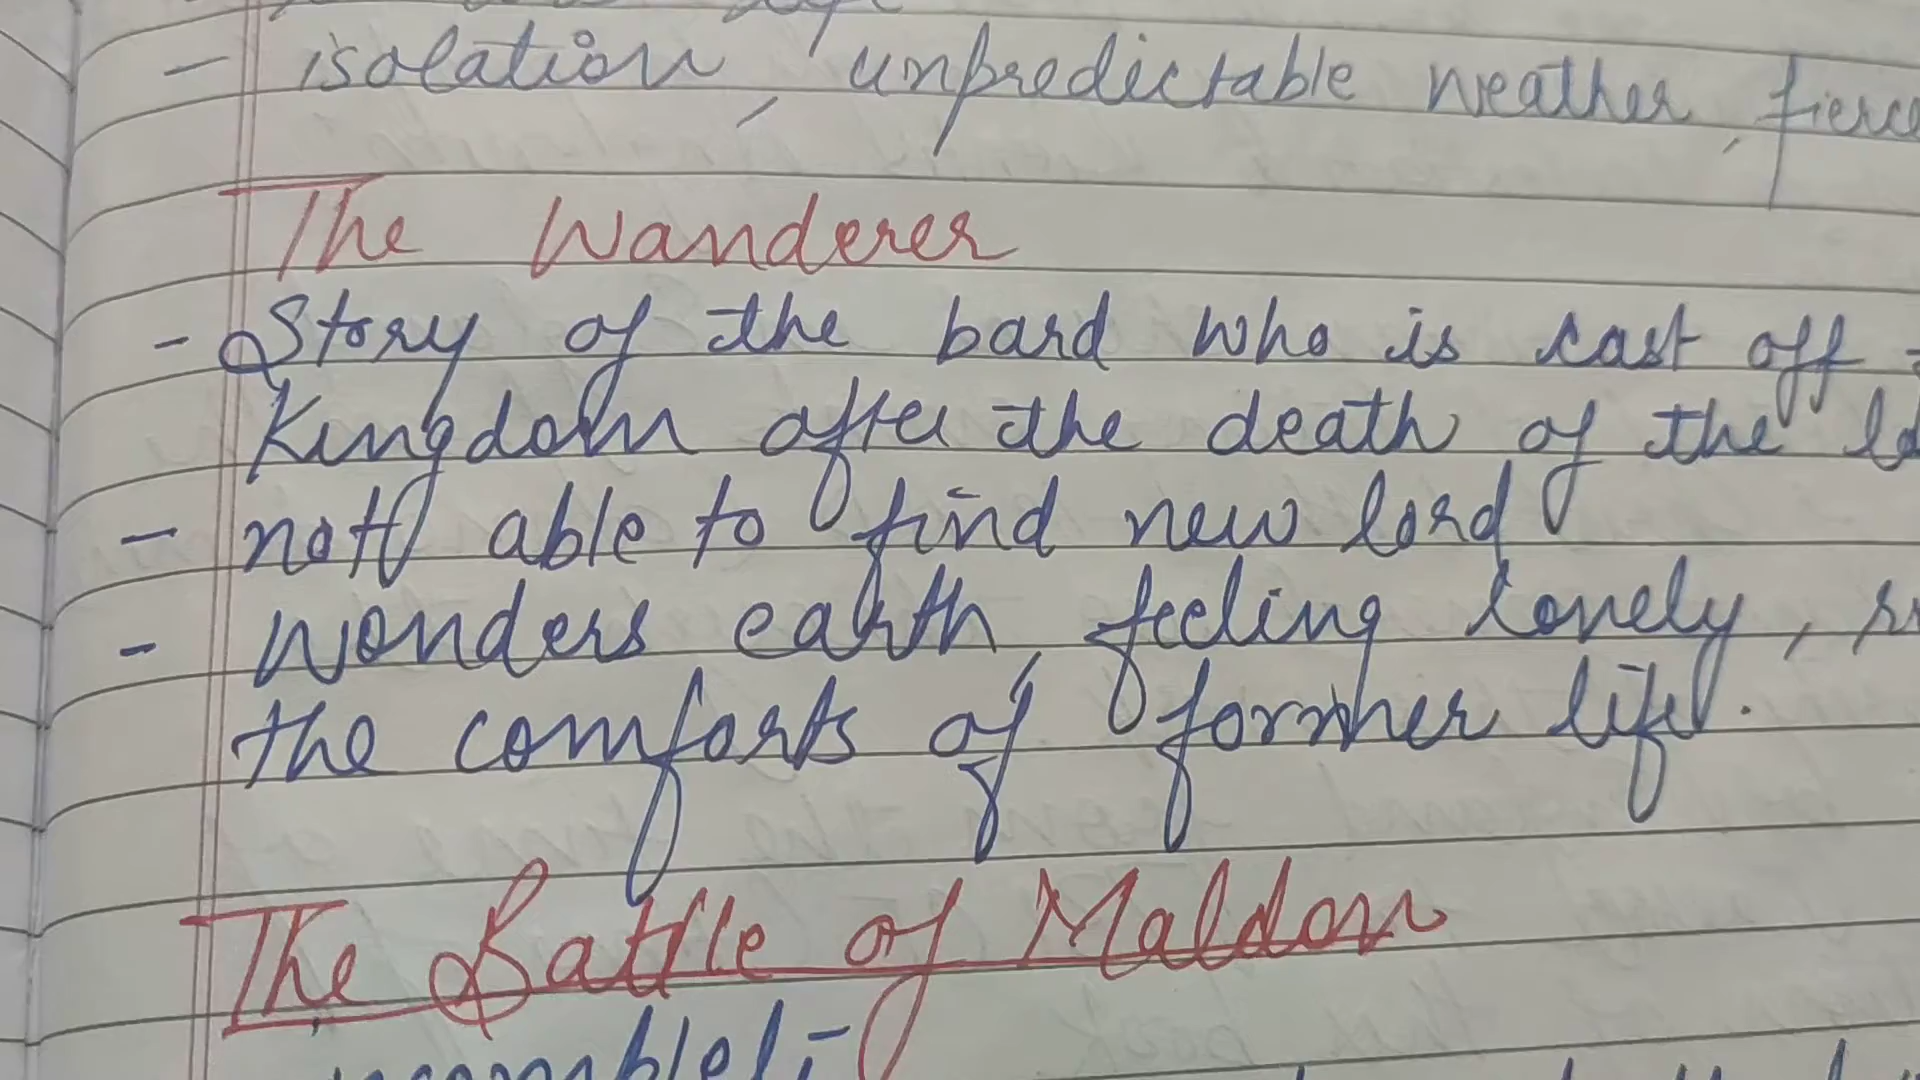 - isolation, unpredictable weather, fierce
The Wanderer
- Story of the bard who is cast off
Kingdom after the death of the
- not able to find new lord
- wonders earth, feeling lonely,
the comforts of former life.
The Battle of Maldon